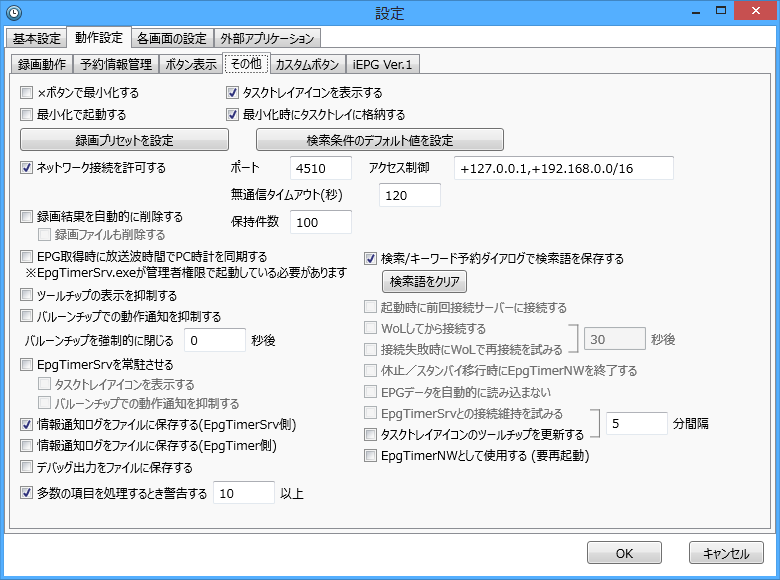 設定
基本設定 動作設定 各画面の設定 外部アプリケーション
録画動作 予約情報管理 ボタン表示 その他 カスタムボタン iEPG Ver.1
×ボタンで最小化する タスクトレイアイコンを表示する
最小化で起動する 最小化時にタスクトレイに格納する
録画プリセットを設定 検索条件のデフォルト値を設定
ネットワーク接続を許可する ポート 4510 アクセス制御 +127.0.0.1,+192.168.0.0/16
無通信タイムアウト(秒) 120
録画結果を自動的に削除する 保持件数 100
録画ファイルも削除する
EPG取得時に放送波時間でPC時計を同期する
※EpgTimerSrv.exeが管理者権限で起動している必要があります
ツールチップの表示を抑制する
バルーンチップでの動作通知を抑制する
バルーンチップを強制的に閉じる 0 秒後
EpgTimerSrvを常駐させる
タスクトレイアイコンを表示する
バルーンチップでの動作通知を抑制する
情報通知ログをファイルに保存する(EpgTimerSrv側)
情報通知ログをファイルに保存する(EpgTimer側)
デバッグ出力をファイルに保存する
多数の項目を処理するとき警告する 10 以上
検索/キーワード予約ダイアログで検索語を保存する
検索語をクリア
起動時に前回接続サーバーに接続する
WoLしてから接続する
接続失敗時にWoLで再接続を試みる 30 秒後
休止/スタンバイ移行時にEpgTimerNWを終了する
EPGデータを自動的に読み込まない
EpgTimerSrvとの接続維持を試みる
タスクトレイアイコンのツールチップを更新する 5 分間隔
EpgTimerNWとして使用する (要再起動)
OK キャンセル